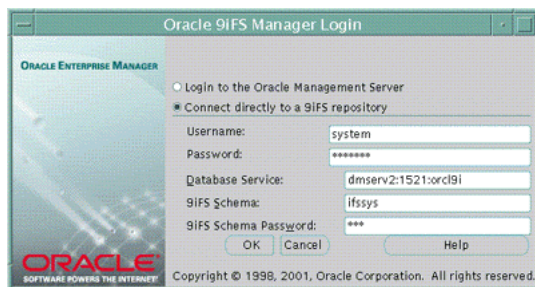 Oracle 9iFS Manager Login
ORACLE ENTERPRISE MANAGER
Login to the Oracle Management Server
Connect directly to a 9iFS repository
Username: system
Password: *******
Database Service: dmserv2:1521:orcl9i
9iFS Schema: ifssys
9iFS Schema Password: ***
OK Cancel Help
ORACLE
SOFTWARE POWERS THE INTERNET
Copyright © 1998, 2001, Oracle Corporation. All rights reserved.